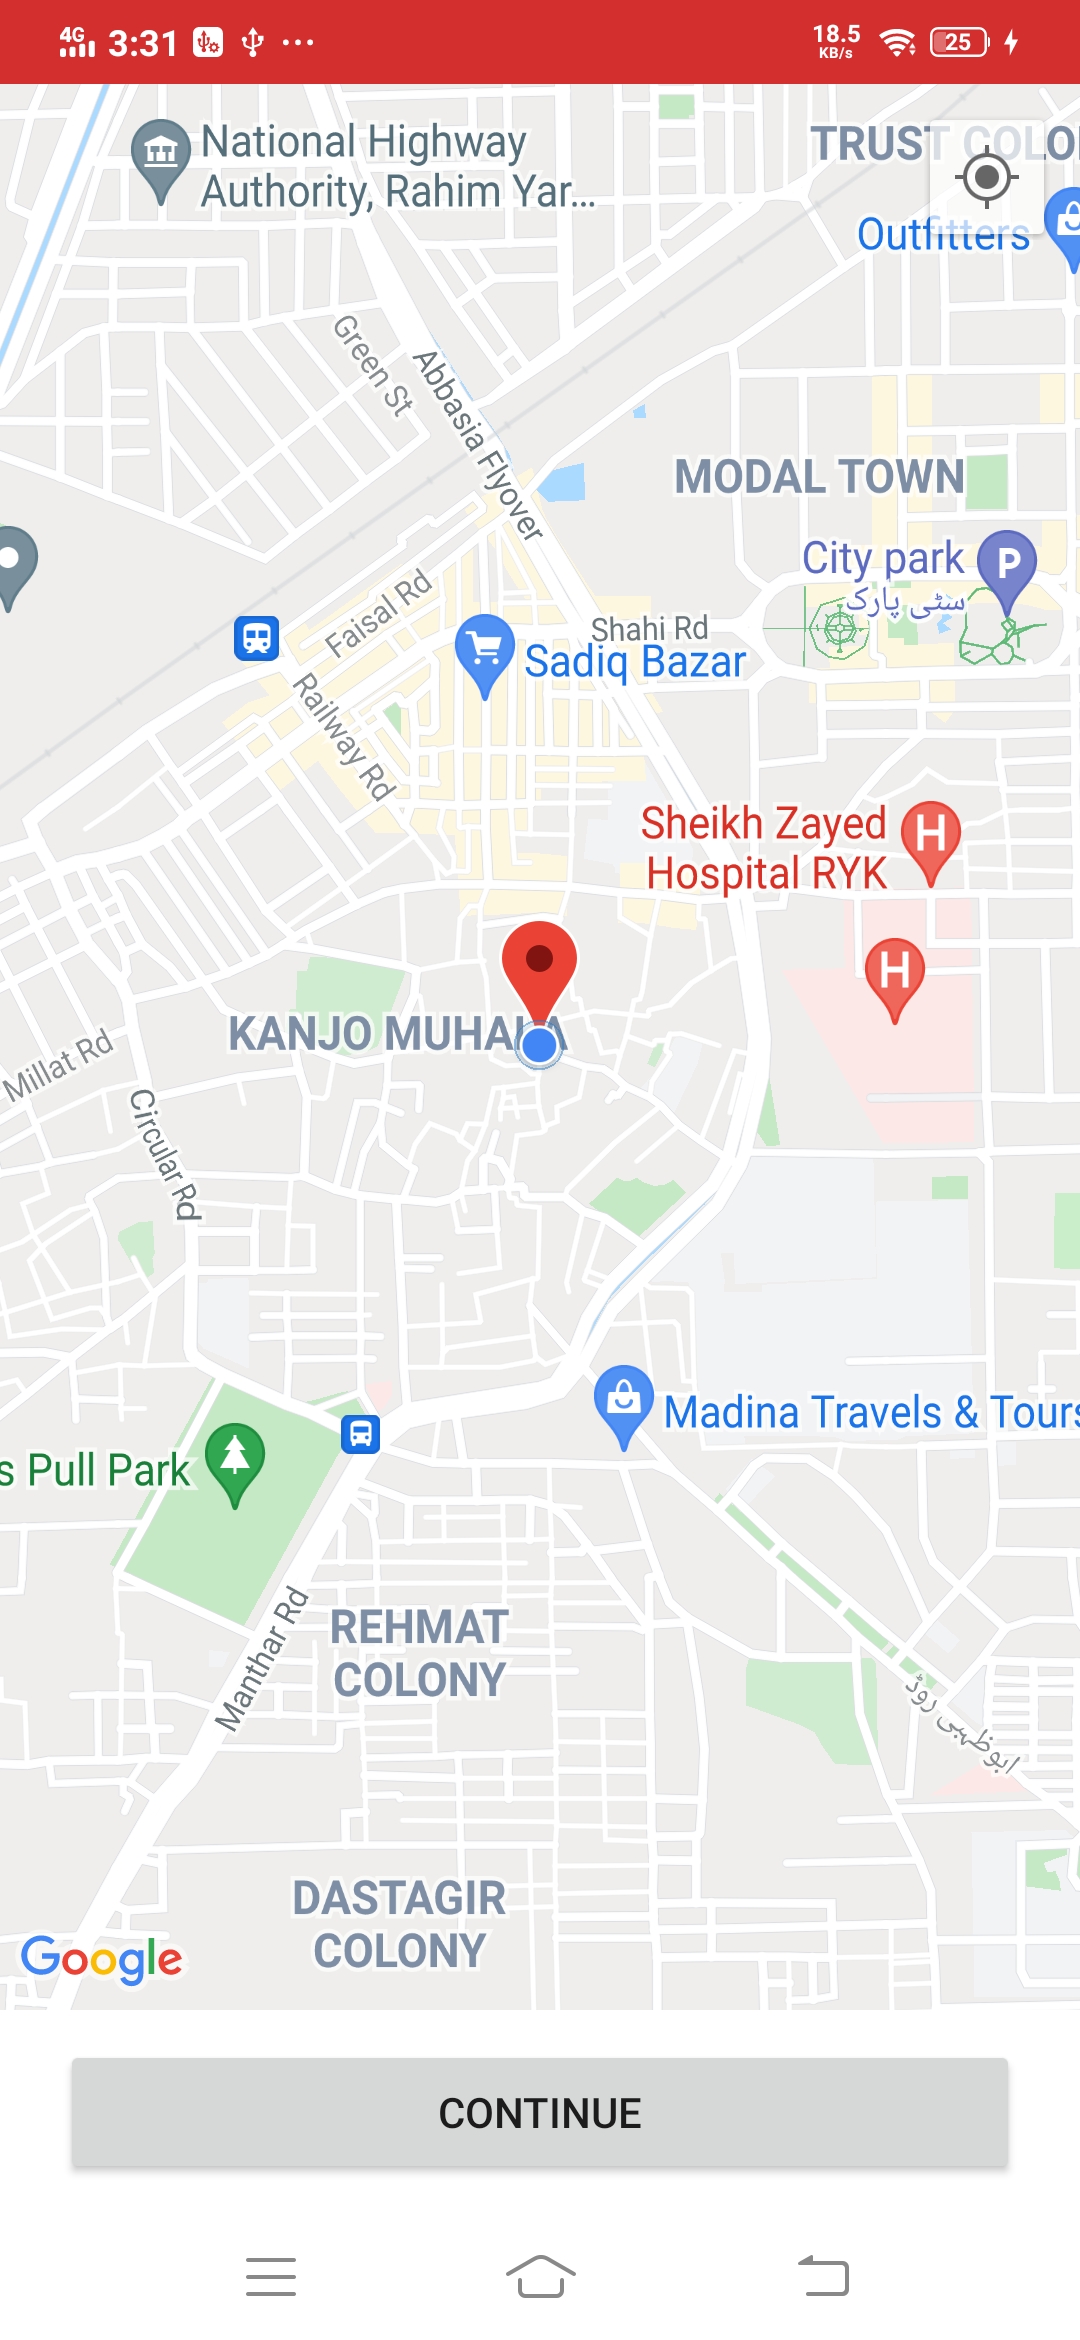 4G 3:31 18.5 KB/s 25
National Highway
Authority, Rahim Yar...
TRUST COLO
Outfitters
Green St
Abbasia Flyover
MODAL TOWN
City park
سٹی پارک
Faisal Rd
Shahi Rd
Sadiq Bazar
Railway Rd
Sheikh Zayed
Hospital RYK
KANJO MUHALA
Millat Rd
Circular Rd
Madina Travels & Tours
s Pull Park
Manthar Rd
REHMAT
COLONY
ابوظہبی روڈ
DASTAGIR
COLONY
Google
CONTINUE